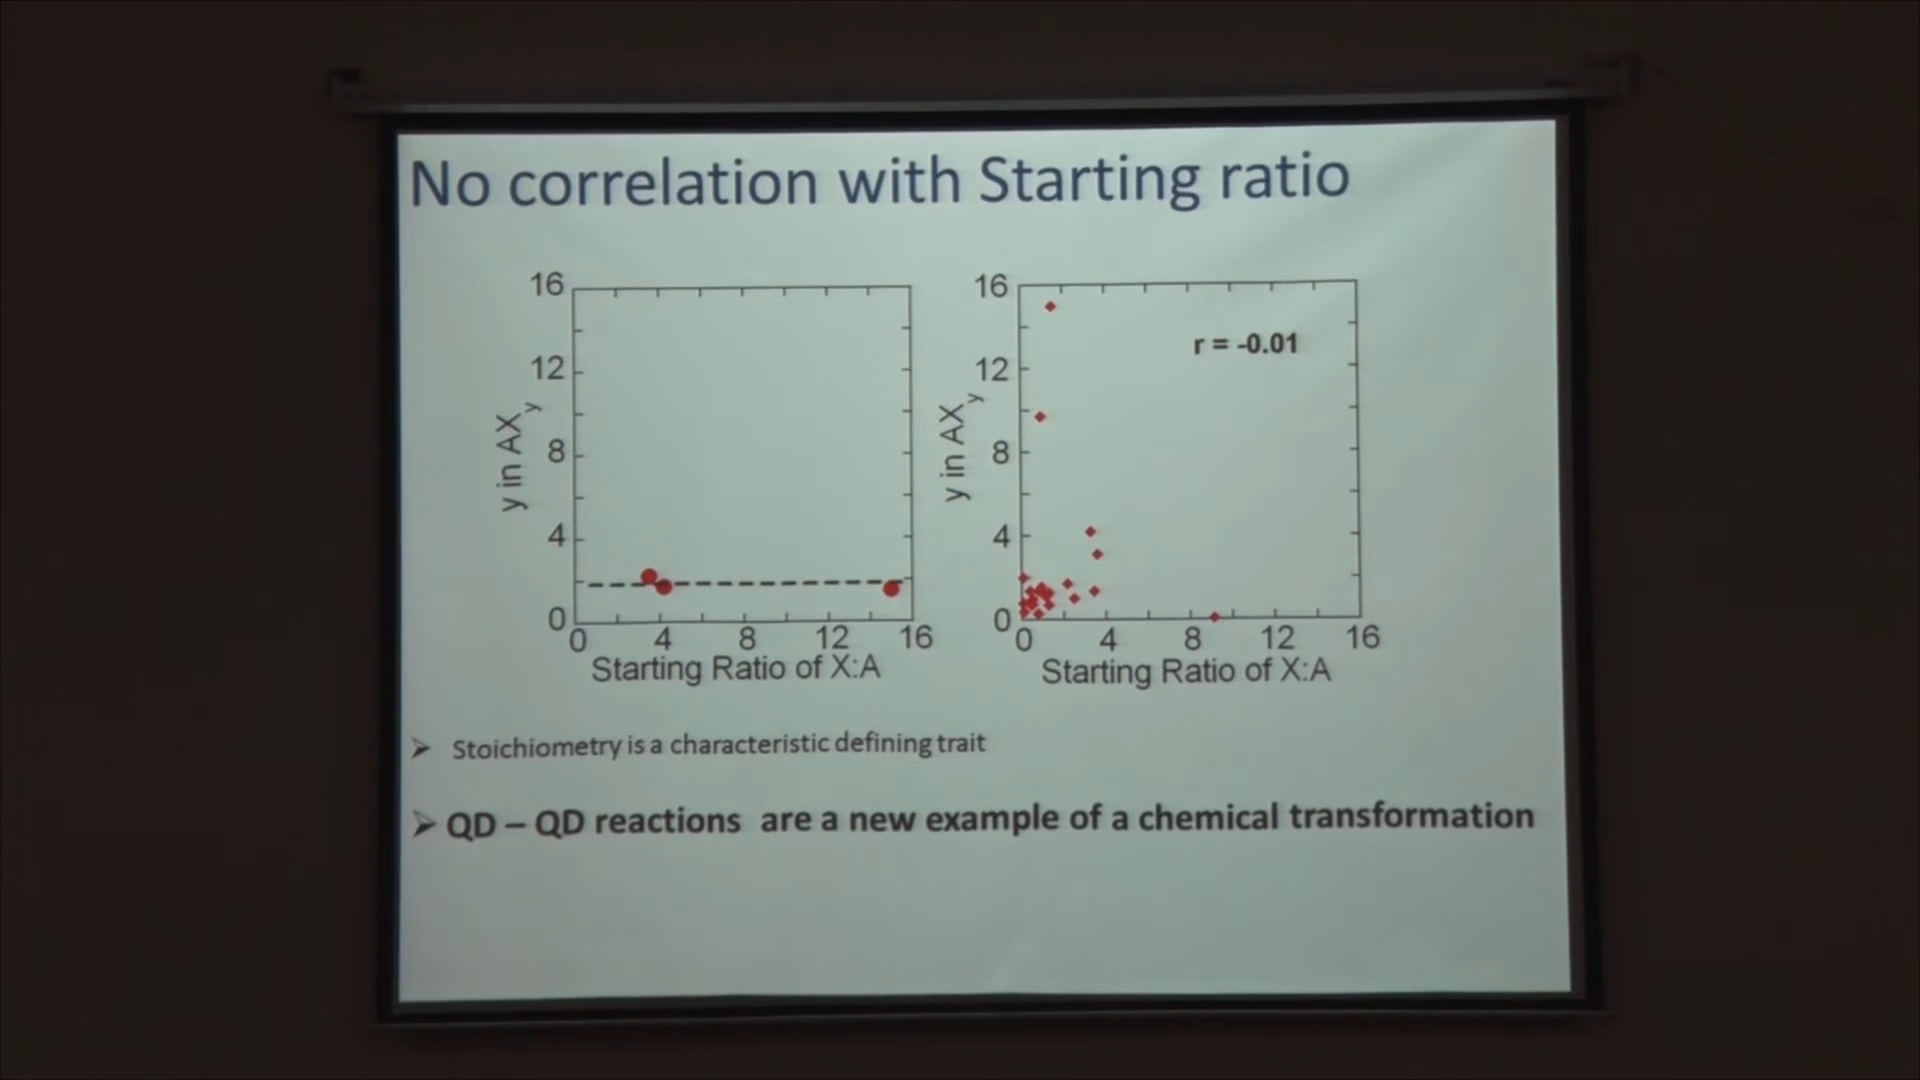 No correlation with Starting ratio
16
12
8
4
0
y in AXy
0 4 8 12 16
Starting Ratio of X:A
16
12
8
4
0
y in AXy
r = -0.01
0 4 8 12 16
Starting Ratio of X:A
➢ Stoichiometry is a characteristic defining trait
➢ QD – QD reactions are a new example of a chemical transformation